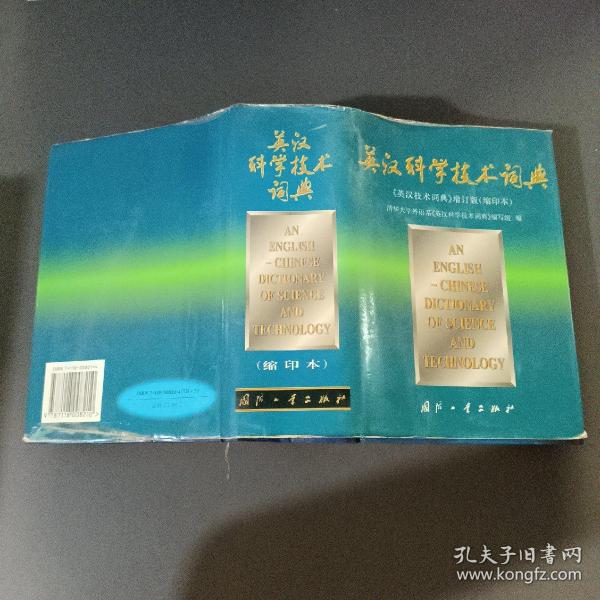 英汉
科学技术
词典
AN
ENGLISH
- CHINESE
DICTIONARY
OF SCIENCE
AND
TECHNOLOGY
(缩印本)
国防工业出版社
英汉科学技术词典
《英汉技术词典》增订版(缩印本)
清华大学外语系《英汉科学技术词典》编写组 编
AN
ENGLISH
- CHINESE
DICTIONARY
OF SCIENCE
AND
TECHNOLOGY
国防工业出版社
孔夫子旧书网
www.kongfz.com